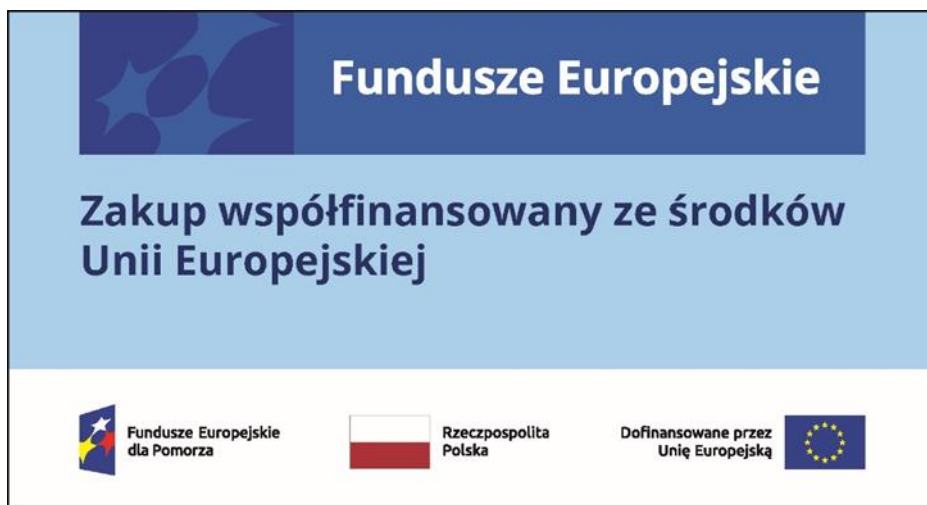 Fundusze Europejskie
Zakup współfinansowany ze środków
Unii Europejskiej
Fundusze Europejskie
dla Pomorza
Rzeczpospolita
Polska
Dofinansowane przez
Unię Europejską